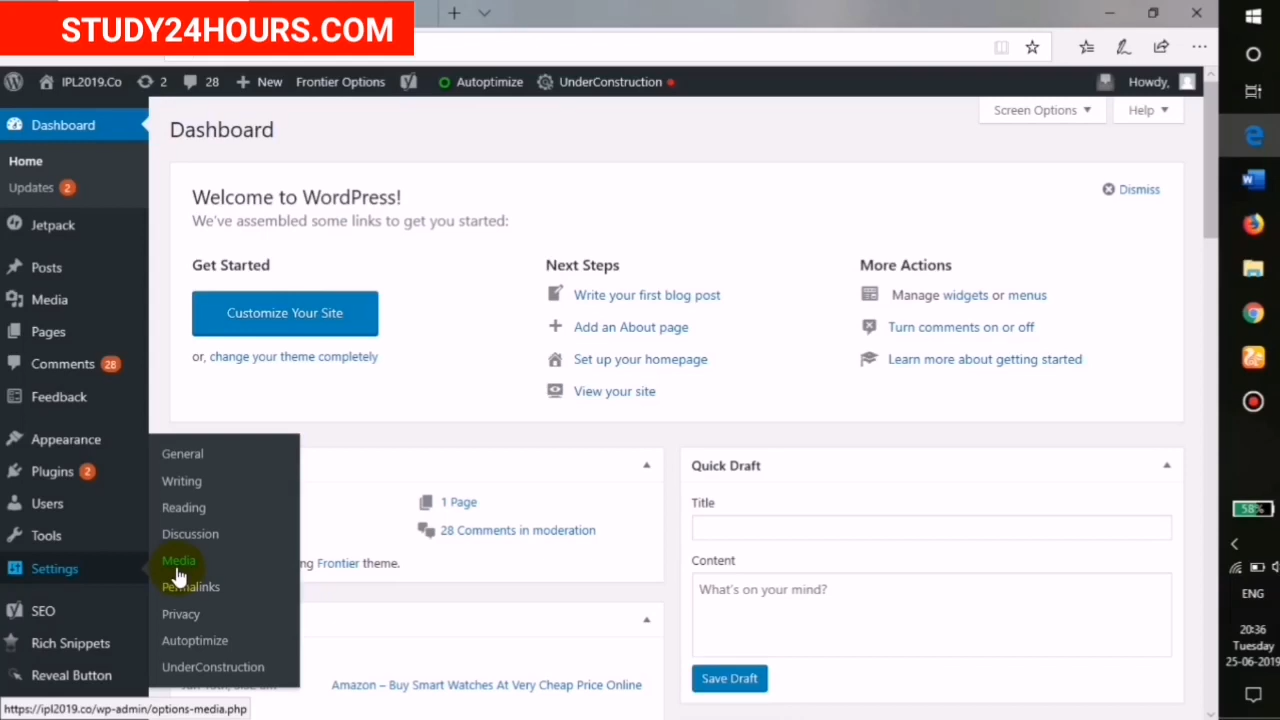 STUDY24HOURS.COM
IPL2019.Co 2 28 New Frontier Options Autoptimize UnderConstruction Howdy,
Screen Options Help
Dashboard
Home
Updates 2
Jetpack
Posts
Media
Pages
Comments 28
Feedback
Appearance
Plugins 2
Users
Tools
Settings
SEO
Rich Snippets
Reveal Button
General
Writing
Reading
Discussion
Media
Permalinks
Privacy
Autoptimize
UnderConstruction
Dashboard
Welcome to WordPress!
We've assembled some links to get you started:
Dismiss
Get Started
Customize Your Site
or, change your theme completely
Next Steps
Write your first blog post
Add an About page
Set up your homepage
View your site
More Actions
Manage widgets or menus
Turn comments on or off
Learn more about getting started
1 Page
28 Comments in moderation
ng Frontier theme.
Amazon – Buy Smart Watches At Very Cheap Price Online
Quick Draft
Title
Content
What's on your mind?
Save Draft
https://ipl2019.co/wp-admin/options-media.php
58%
ENG
20:36
Tuesday
25-06-2019